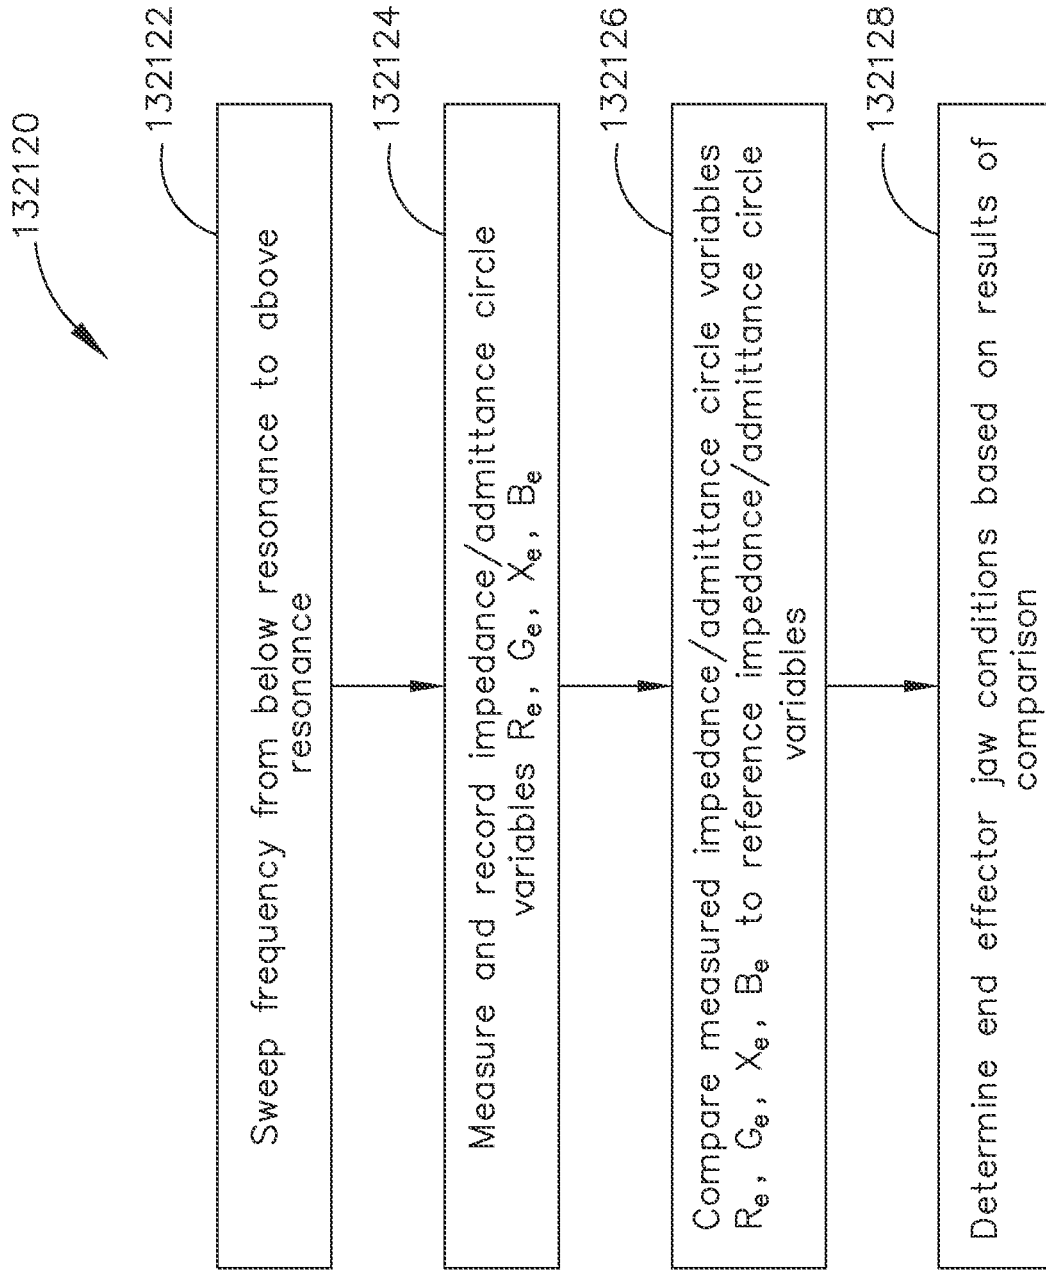 132120
132122
Sweep frequency from below resonance to above
resonance
132124
Measure and record impedance/admittance circle
variables Re, Ge, Xe, Be
132126
Compare measured impedance/admittance circle variables
Re, Ge, Xe, Be to reference impedance/admittance circle
variables
132128
Determine end effector jaw conditions based on results of
comparison